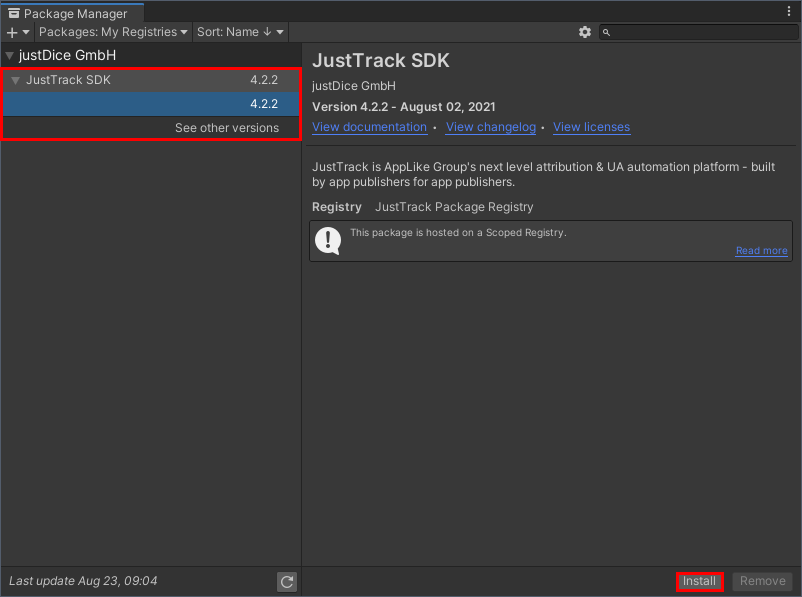 Package Manager
Packages: My Registries
Sort: Name ↓
justDice GmbH
JustTrack SDK 4.2.2
4.2.2
See other versions
JustTrack SDK
justDice GmbH
Version 4.2.2 - August 02, 2021
View documentation • View changelog • View licenses
JustTrack is AppLike Group's next level attribution & UA automation platform - built
by app publishers for app publishers.
Registry JustTrack Package Registry
This package is hosted on a Scoped Registry.
Read more
Last update Aug 23, 09:04
Install
Remove